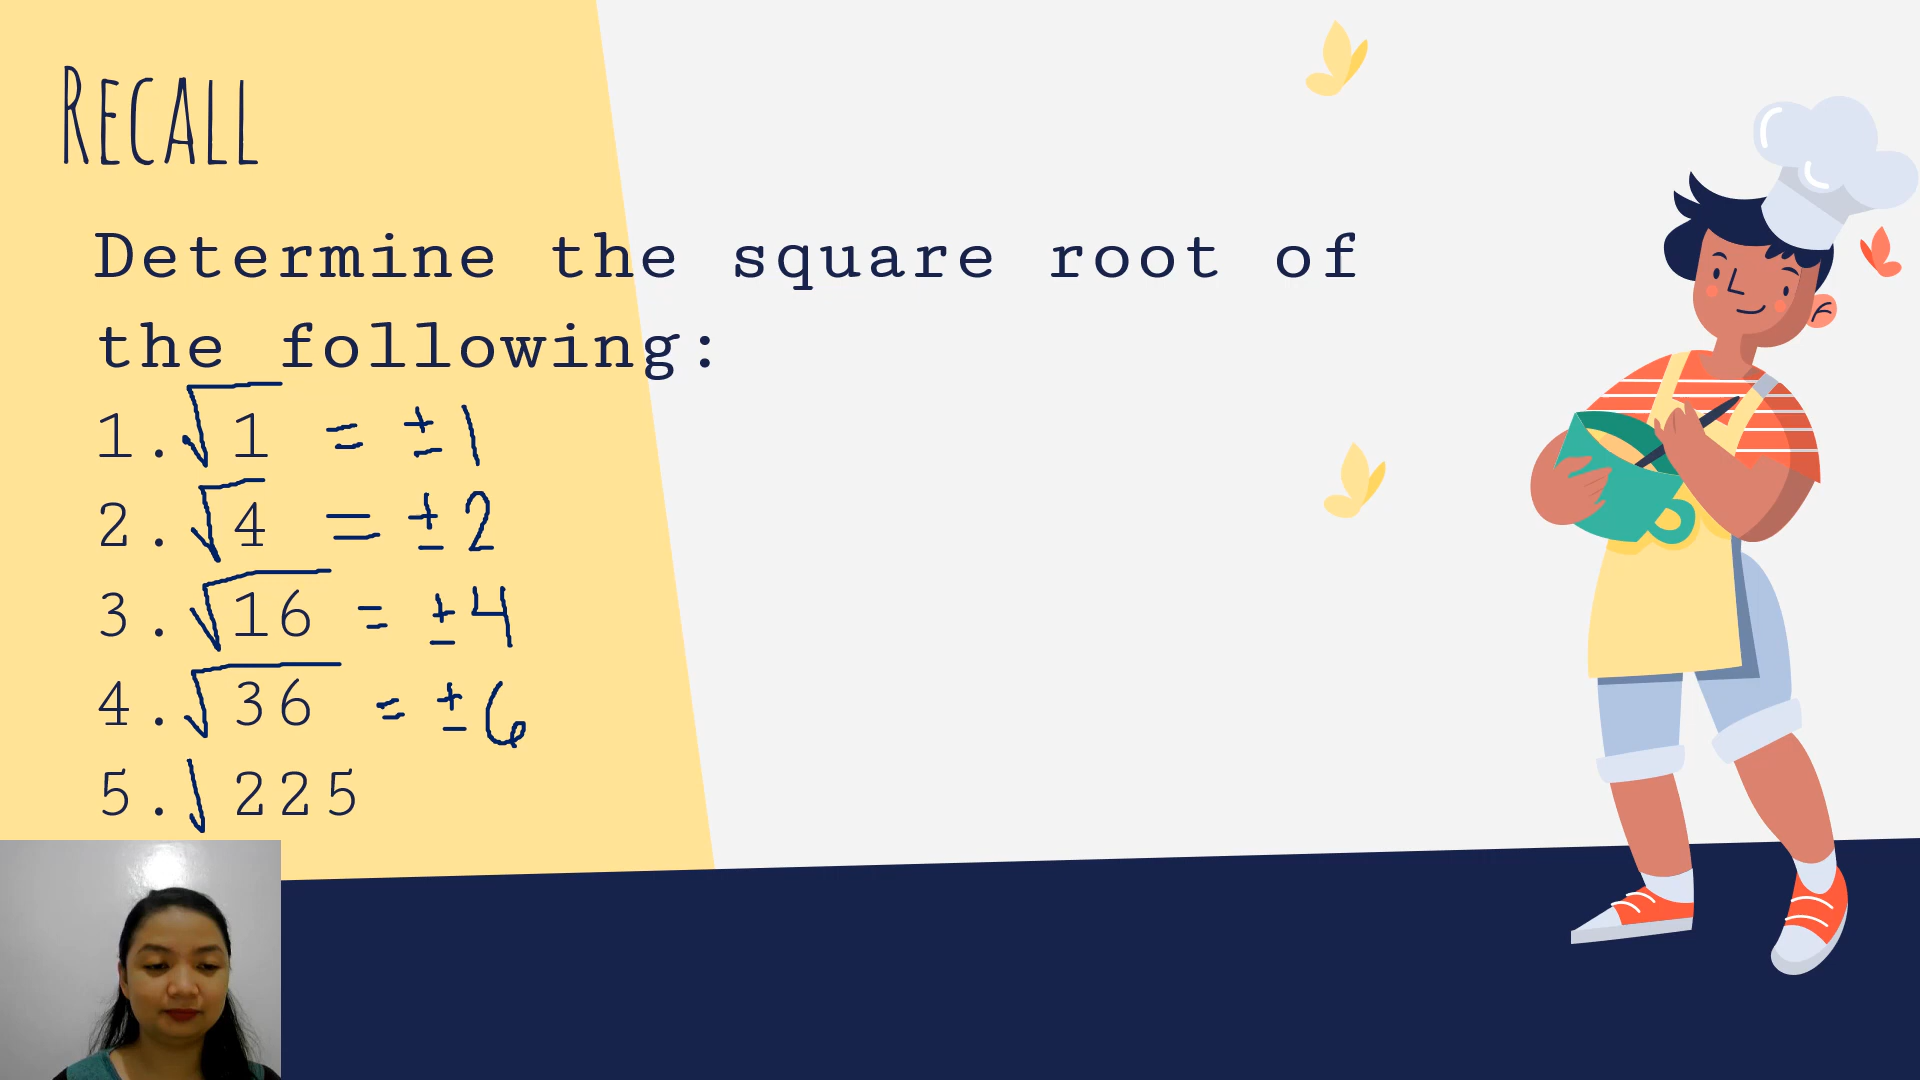 RECALL
Determine the square root of
the following:
1. √1 = ±1
2. √4 = ±2
3. √16 = ±4
4. √36 = ±6
5. √225